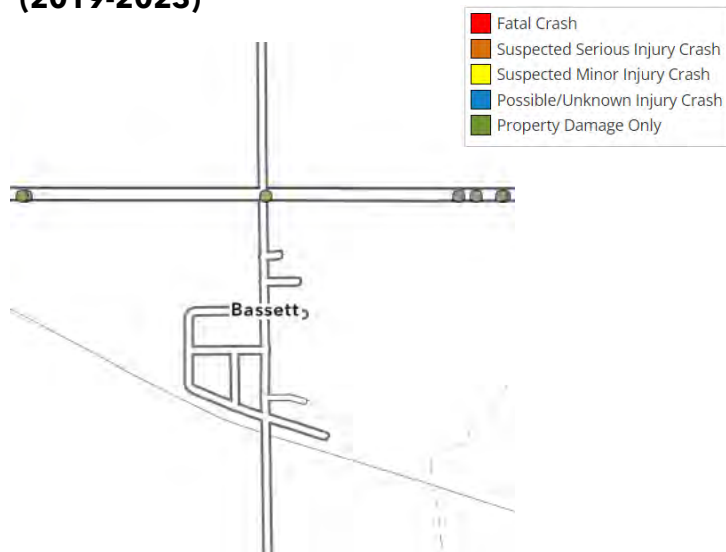 (2019-2023)
Fatal Crash
Suspected Serious Injury Crash
Suspected Minor Injury Crash
Possible/Unknown Injury Crash
Property Damage Only
Bassett